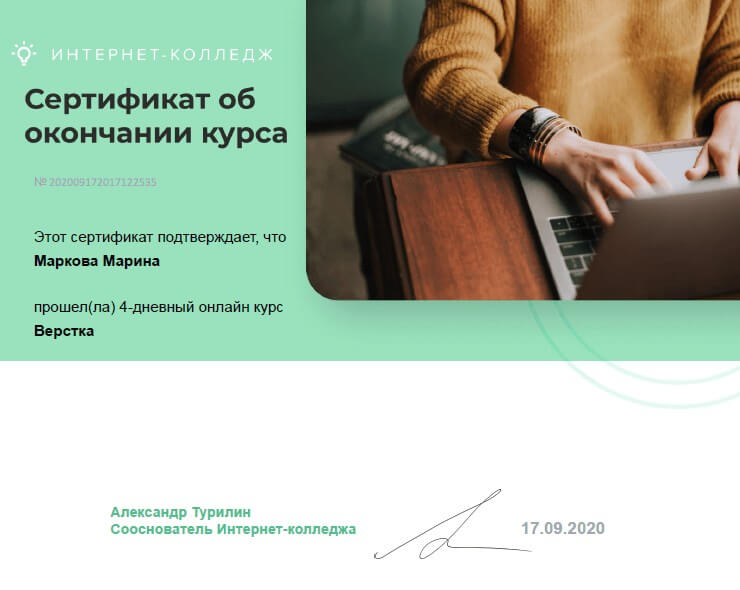 ИНТЕРНЕТ-КОЛЛЕДЖ
Сертификат об
окончании курса
№ 202009172017122535
Этот сертификат подтверждает, что
Маркова Марина
прошел(ла) 4-дневный онлайн курс
Верстка
Александр Турилин
Сооснователь Интернет-колледжа
17.09.2020